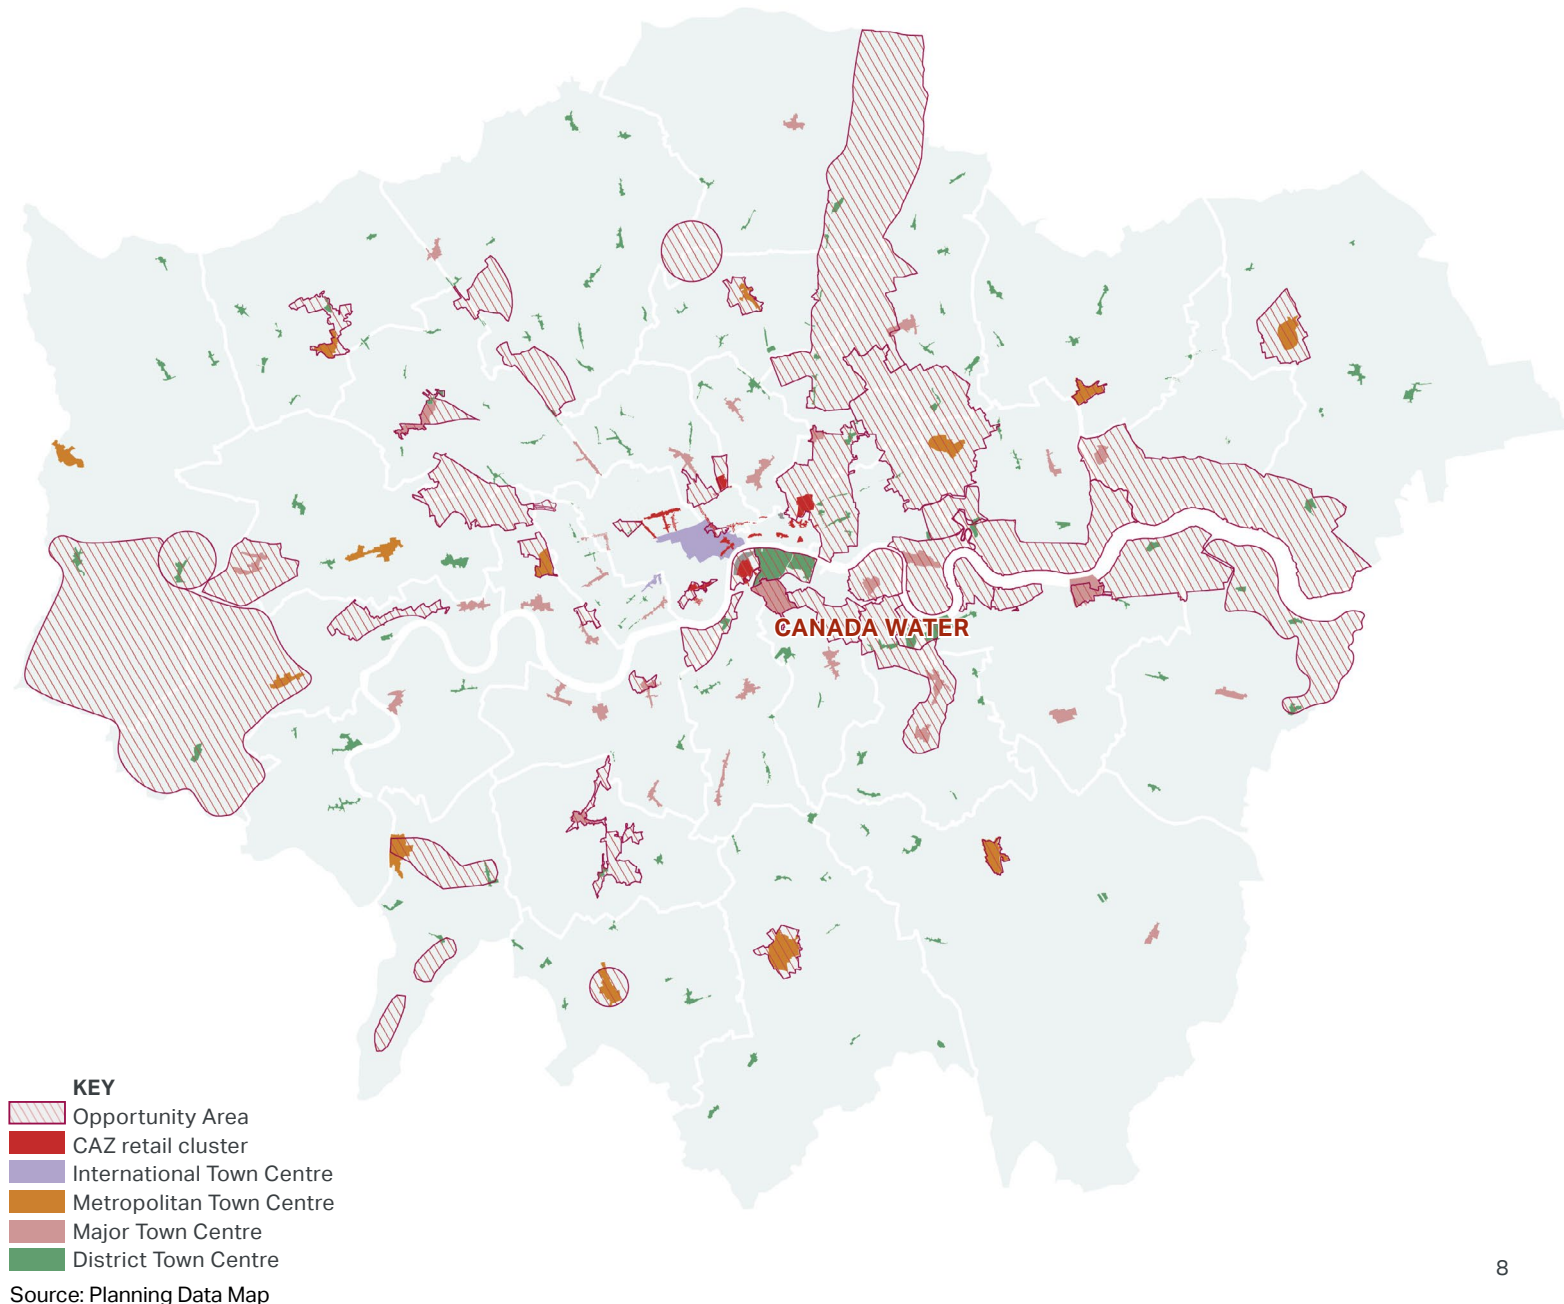 CANADA WATER
KEY
Opportunity Area
CAZ retail cluster
International Town Centre
Metropolitan Town Centre
Major Town Centre
District Town Centre
Source: Planning Data Map
8